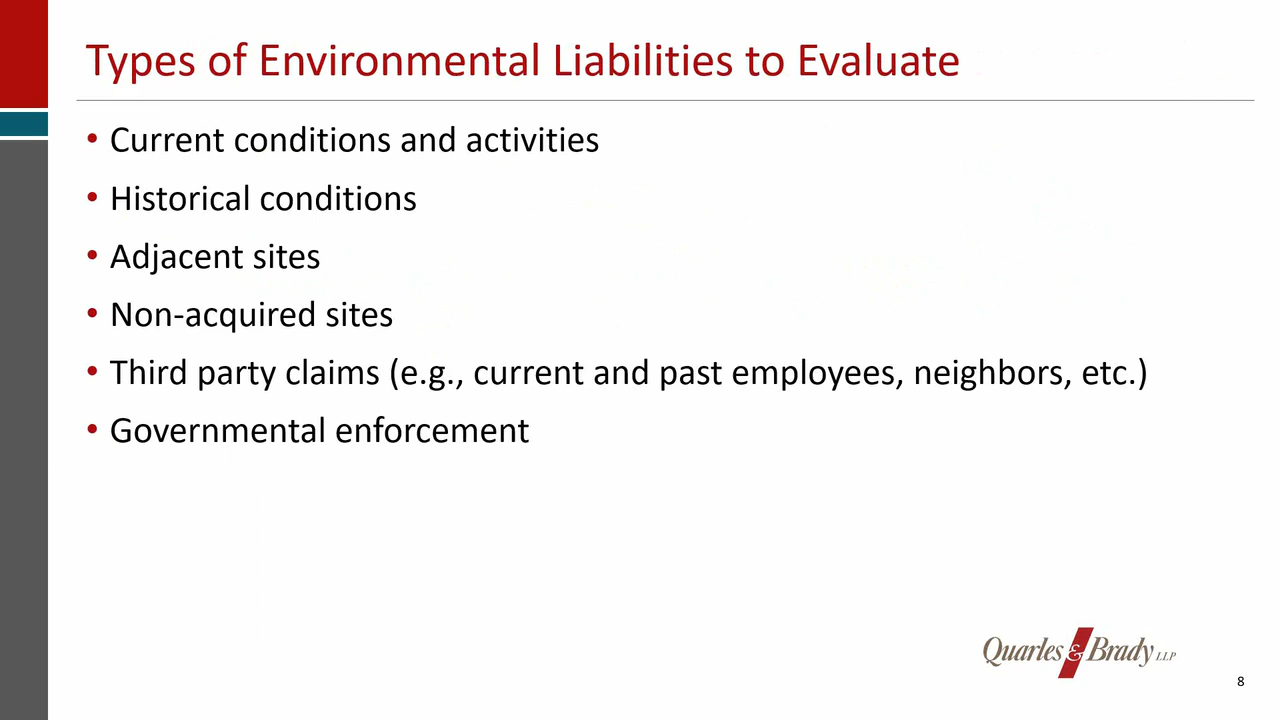 Types of Environmental Liabilities to Evaluate
• Current conditions and activities
• Historical conditions
• Adjacent sites
• Non-acquired sites
• Third party claims (e.g., current and past employees, neighbors, etc.)
• Governmental enforcement
Quarles & Brady LLP
8